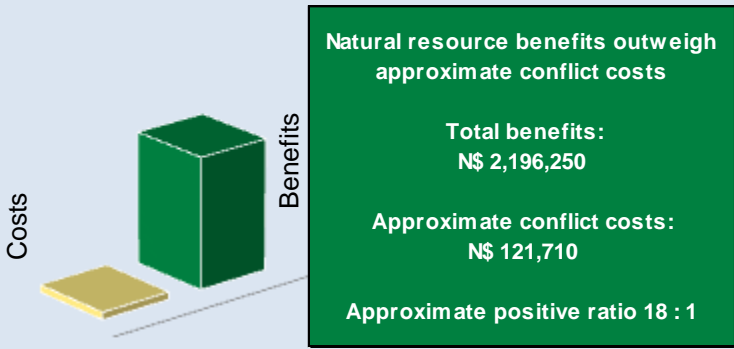 Costs
Benefits
Natural resource benefits outweigh
approximate conflict costs
Total benefits:
N$ 2,196,250
Approximate conflict costs:
N$ 121,710
Approximate positive ratio 18 : 1